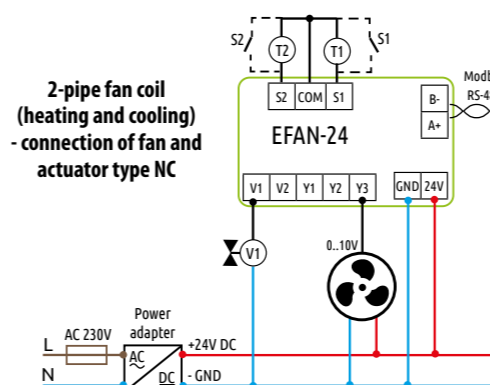 S2 T2 T1 S1
2-pipe fan coil
(heating and cooling)
- connection of fan and
actuator type NC
S2 COM S1
EFAN-24
B-
A+
Modb
RS-4
V1 V2 Y1 Y2 Y3 GND 24V
V1
0..10V
Power
adapter
L AC 230V
AC
+24V DC
N
DC
- GND